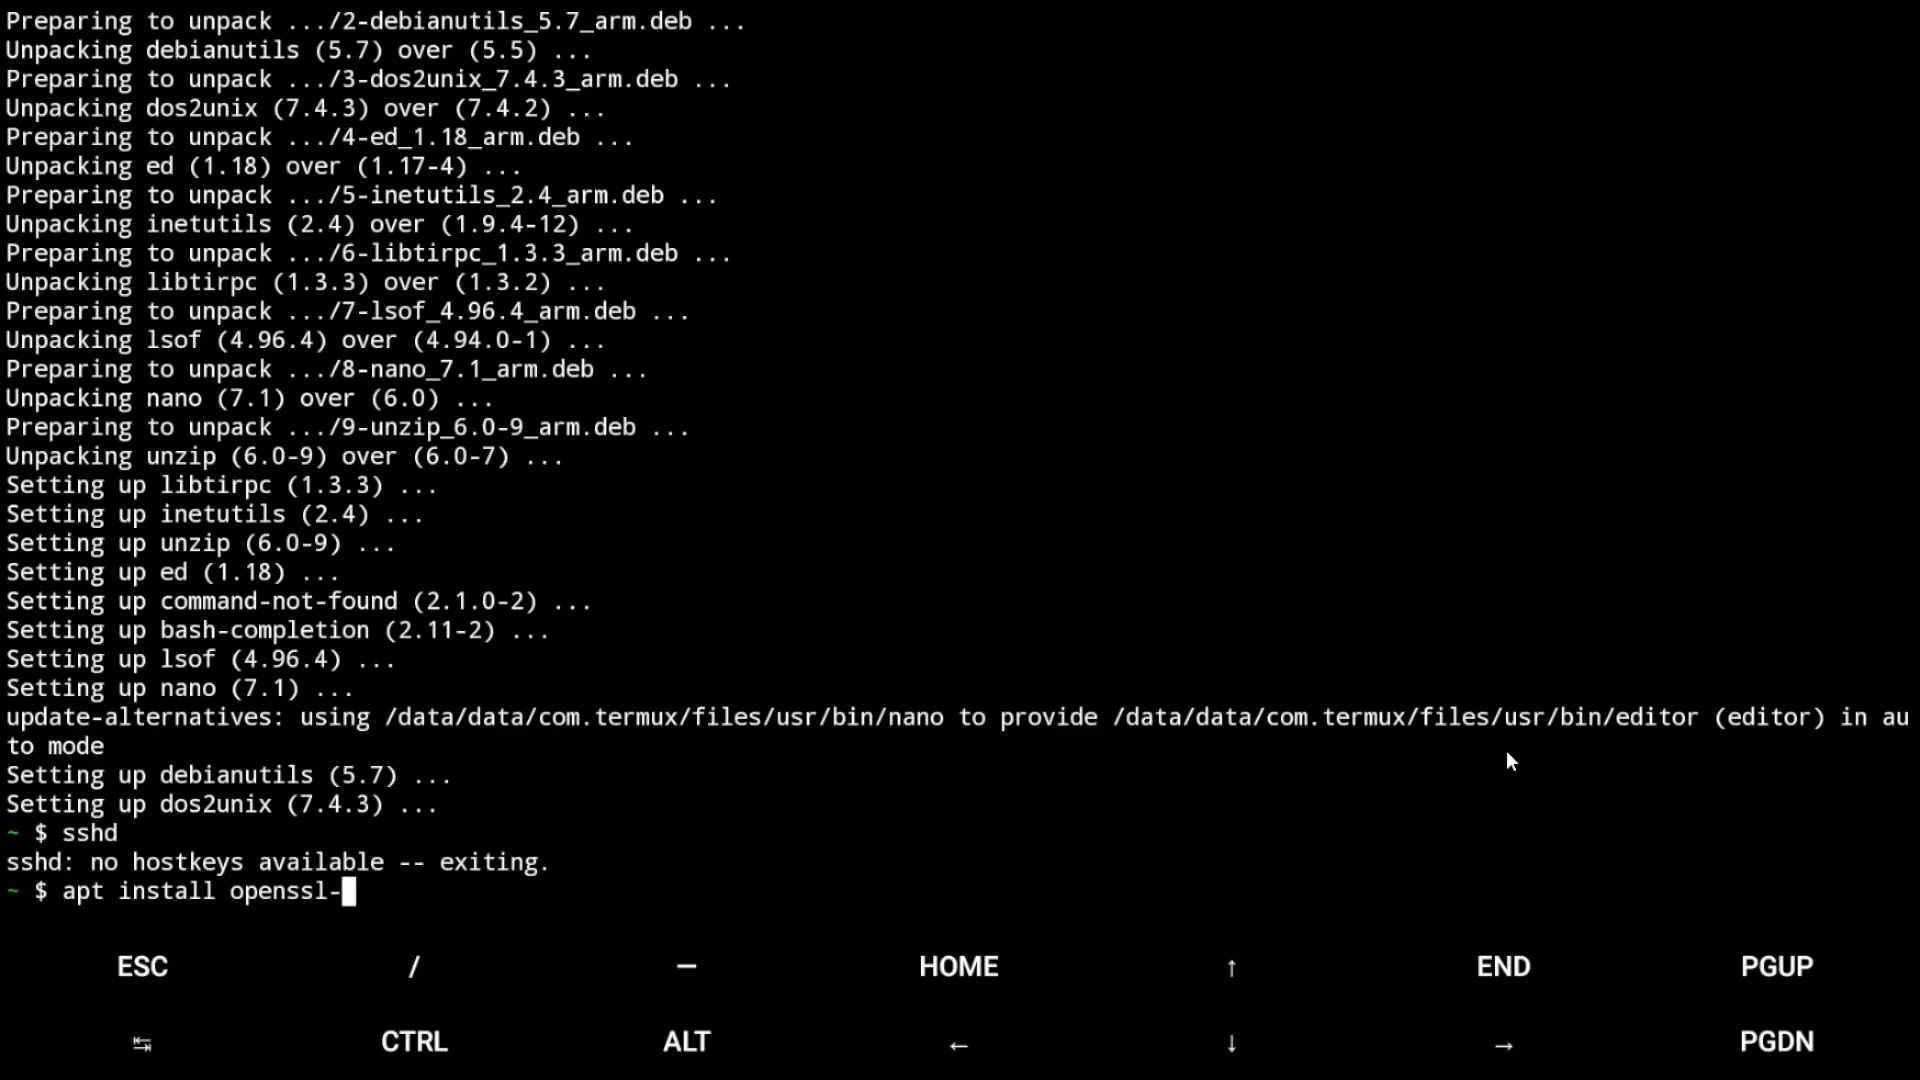 Preparing to unpack .../2-debianutils_5.7_arm.deb ...
Unpacking debianutils (5.7) over (5.5) ...
Preparing to unpack .../3-dos2unix_7.4.3_arm.deb ...
Unpacking dos2unix (7.4.3) over (7.4.2) ...
Preparing to unpack .../4-ed_1.18_arm.deb ...
Unpacking ed (1.18) over (1.17-4) ...
Preparing to unpack .../5-inetutils_2.4_arm.deb ...
Unpacking inetutils (2.4) over (1.9.4-12) ...
Preparing to unpack .../6-libtirpc_1.3.3_arm.deb ...
Unpacking libtirpc (1.3.3) over (1.3.2) ...
Preparing to unpack .../7-lsof_4.96.4_arm.deb ...
Unpacking lsof (4.96.4) over (4.94.0-1) ...
Preparing to unpack .../8-nano_7.1_arm.deb ...
Unpacking nano (7.1) over (6.0) ...
Preparing to unpack .../9-unzip_6.0-9_arm.deb ...
Unpacking unzip (6.0-9) over (6.0-7) ...
Setting up libtirpc (1.3.3) ...
Setting up inetutils (2.4) ...
Setting up unzip (6.0-9) ...
Setting up ed (1.18) ...
Setting up command-not-found (2.1.0-2) ...
Setting up bash-completion (2.11-2) ...
Setting up lsof (4.96.4) ...
Setting up nano (7.1) ...
update-alternatives: using /data/data/com.termux/files/usr/bin/nano to provide /data/data/com.termux/files/usr/bin/editor (editor) in au
to mode
Setting up debianutils (5.7) ...
Setting up dos2unix (7.4.3) ...
~ $ sshd
sshd: no hostkeys available -- exiting.
~ $ apt install openssl-
ESC / — HOME ↑ END PGUP
↹ CTRL ALT ← ↓ → PGDN